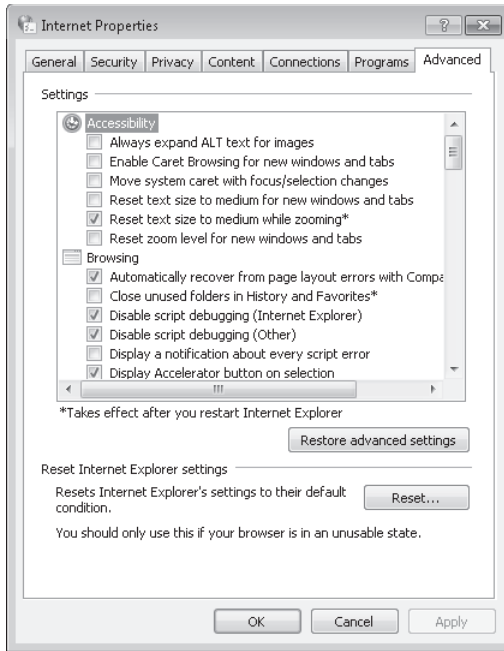 Internet Properties
General Security Privacy Content Connections Programs Advanced
Settings
Accessibility
Always expand ALT text for images
Enable Caret Browsing for new windows and tabs
Move system caret with focus/selection changes
Reset text size to medium for new windows and tabs
Reset text size to medium while zooming*
Reset zoom level for new windows and tabs
Browsing
Automatically recover from page layout errors with Compa
Close unused folders in History and Favorites*
Disable script debugging (Internet Explorer)
Disable script debugging (Other)
Display a notification about every script error
Display Accelerator button on selection
*Takes effect after you restart Internet Explorer
Restore advanced settings
Reset Internet Explorer settings
Resets Internet Explorer's settings to their default
condition.
Reset...
You should only use this if your browser is in an unusable state.
OK Cancel Apply